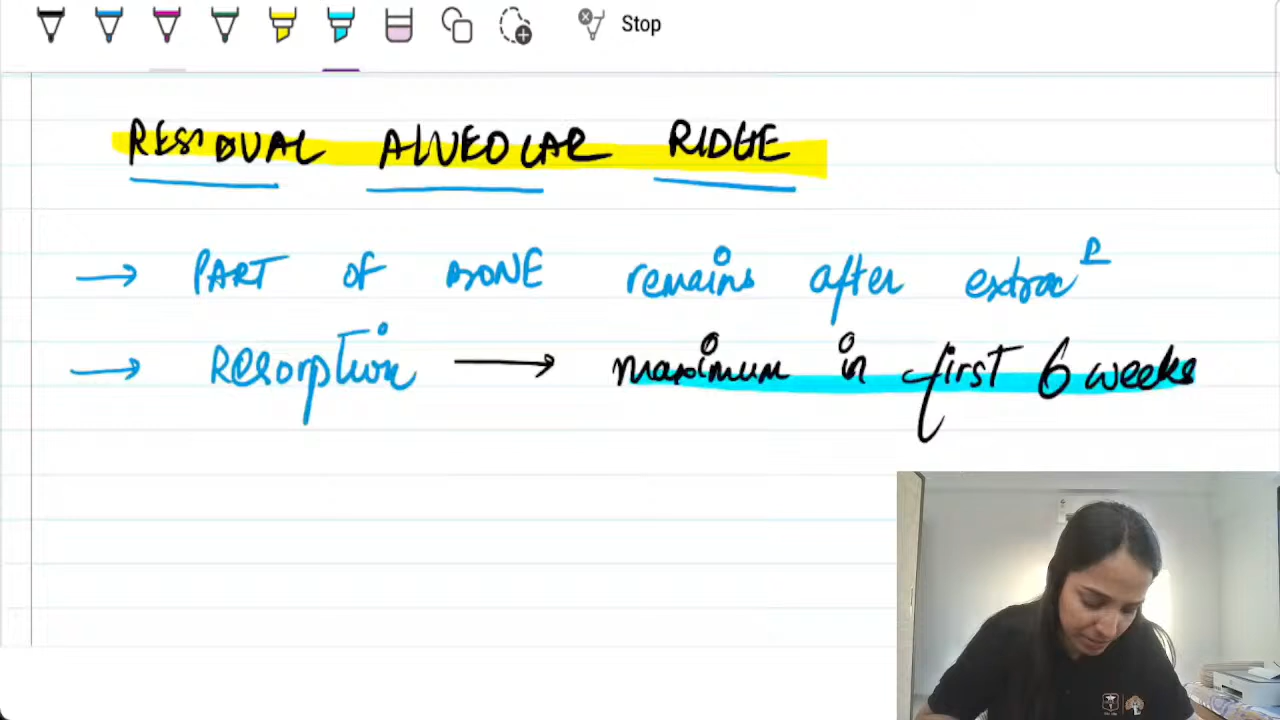 Stop
RESIDUAL ALVEOLAR RIDGE
→ PART OF BONE remains after extracⁿ
→ Resorption → maximum in first 6 weeks